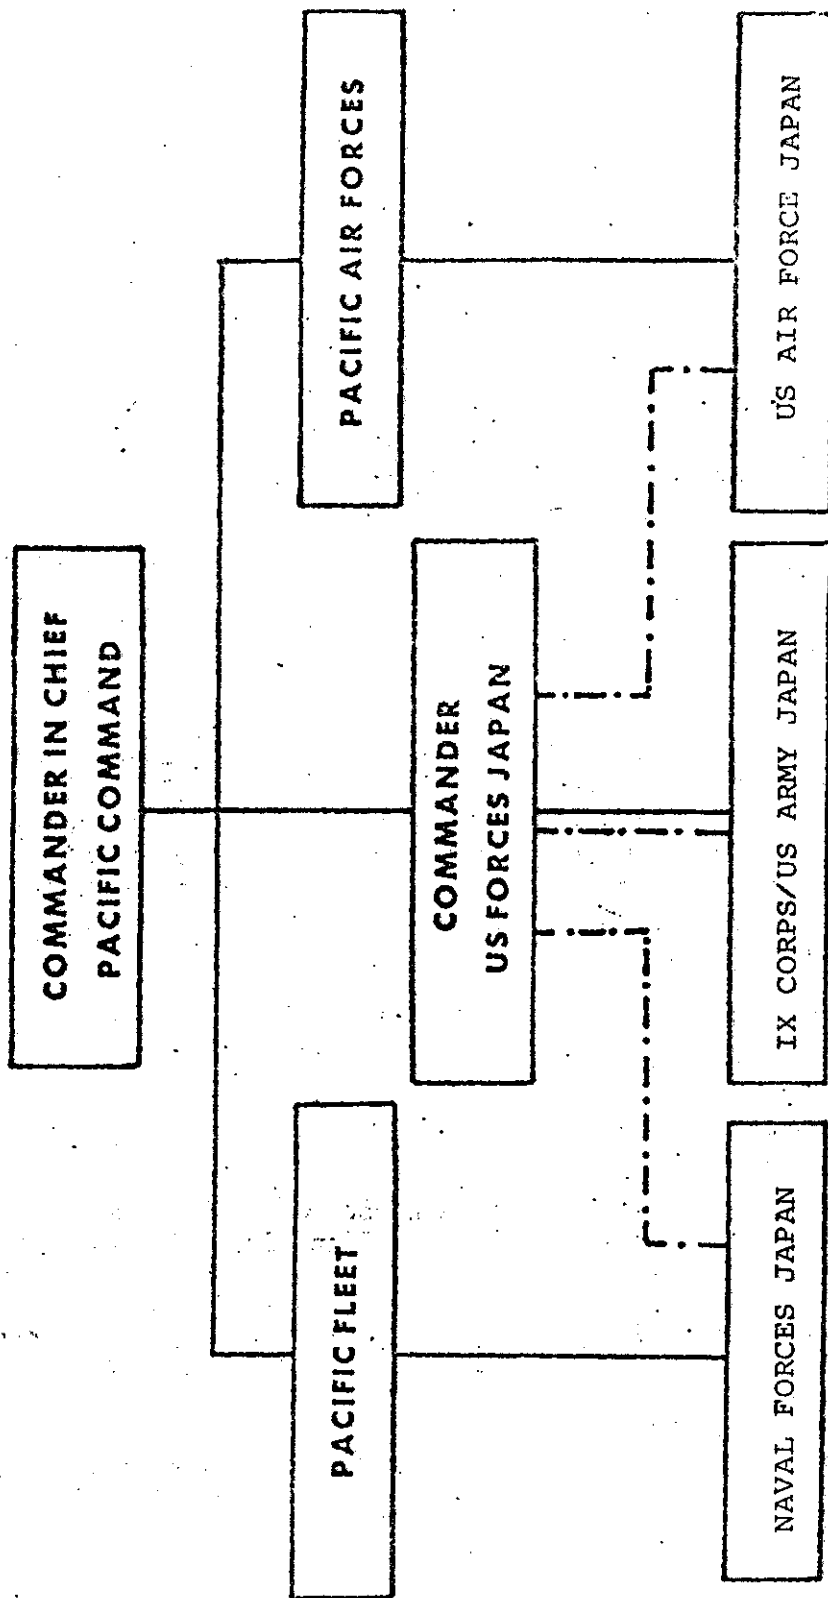 COMMANDER IN CHIEF
PACIFIC COMMAND
PACIFIC FLEET
PACIFIC AIR FORCES
COMMANDER
US FORCES JAPAN
NAVAL FORCES JAPAN
IX CORPS/US ARMY JAPAN
US AIR FORCE JAPAN